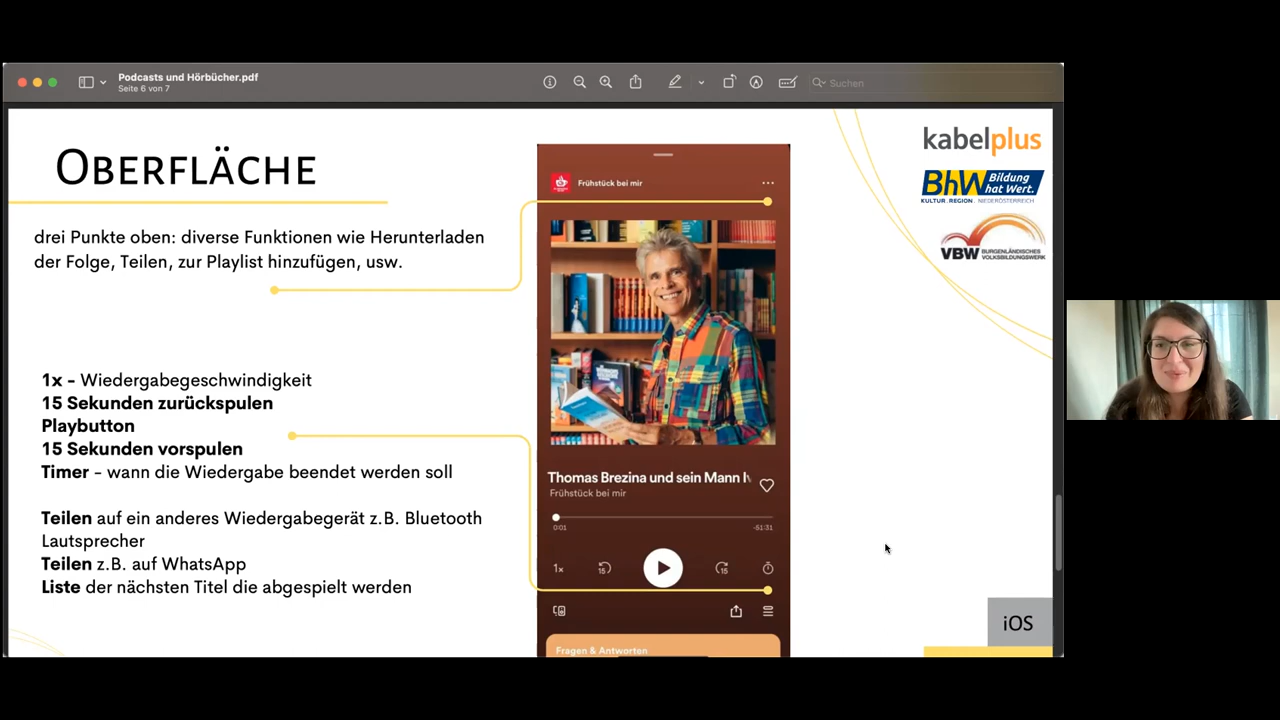 Podcasts und Hörbücher.pdf
Seite 6 von 7
Suchen
OBERFLÄCHE
drei Punkte oben: diverse Funktionen wie Herunterladen
der Folge, Teilen, zur Playlist hinzufügen, usw.
1x - Wiedergabegeschwindigkeit
15 Sekunden zurückspulen
Playbutton
15 Sekunden vorspulen
Timer - wann die Wiedergabe beendet werden soll
Teilen auf ein anderes Wiedergabegerät z.B. Bluetooth
Lautsprecher
Teilen z.B. auf WhatsApp
Liste der nächsten Titel die abgespielt werden
Frühstück bei mir
Thomas Brezina und sein Mann I
Frühstück bei mir
0:01
-51:31
1x
15
15
Fragen & Antworten
kabelplus
BhW Bildung
hat Wert.
KULTUR.REGION.NIEDERÖSTERREICH
VBW BURGENLÄNDISCHES
VOLKSBILDUNGSWERK
iOS